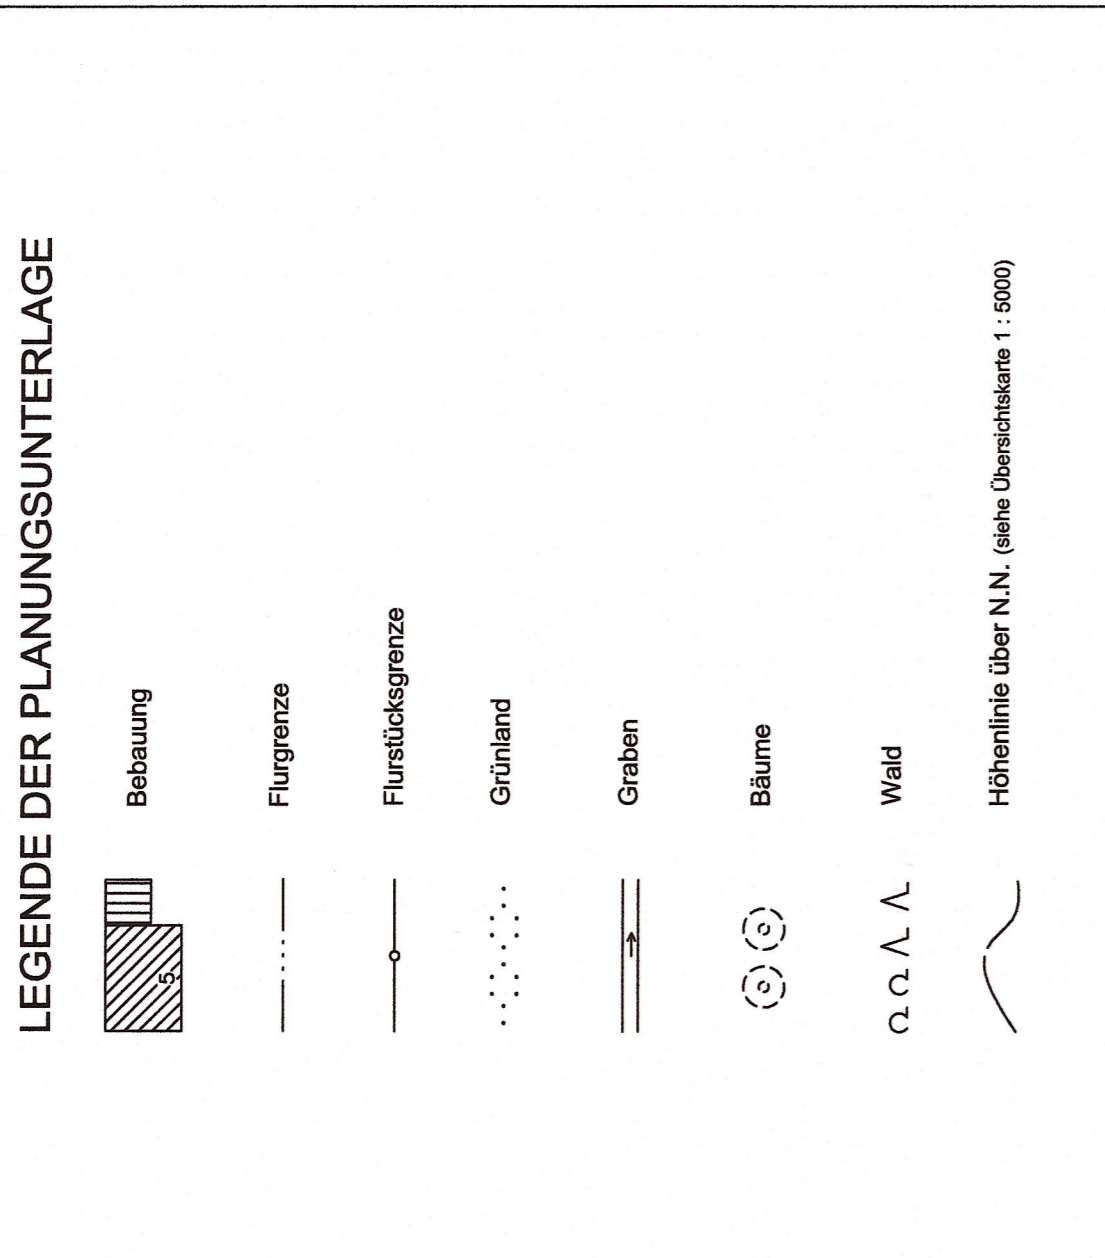 LEGENDE DER PLANUNGSUNTERLAGE
5
Bebauung
Flurgrenze
Flurstücksgrenze
Grünland
Graben
Bäume
Wald
Höhenlinie über N.N. (siehe Übersichtskarte 1 : 5000)